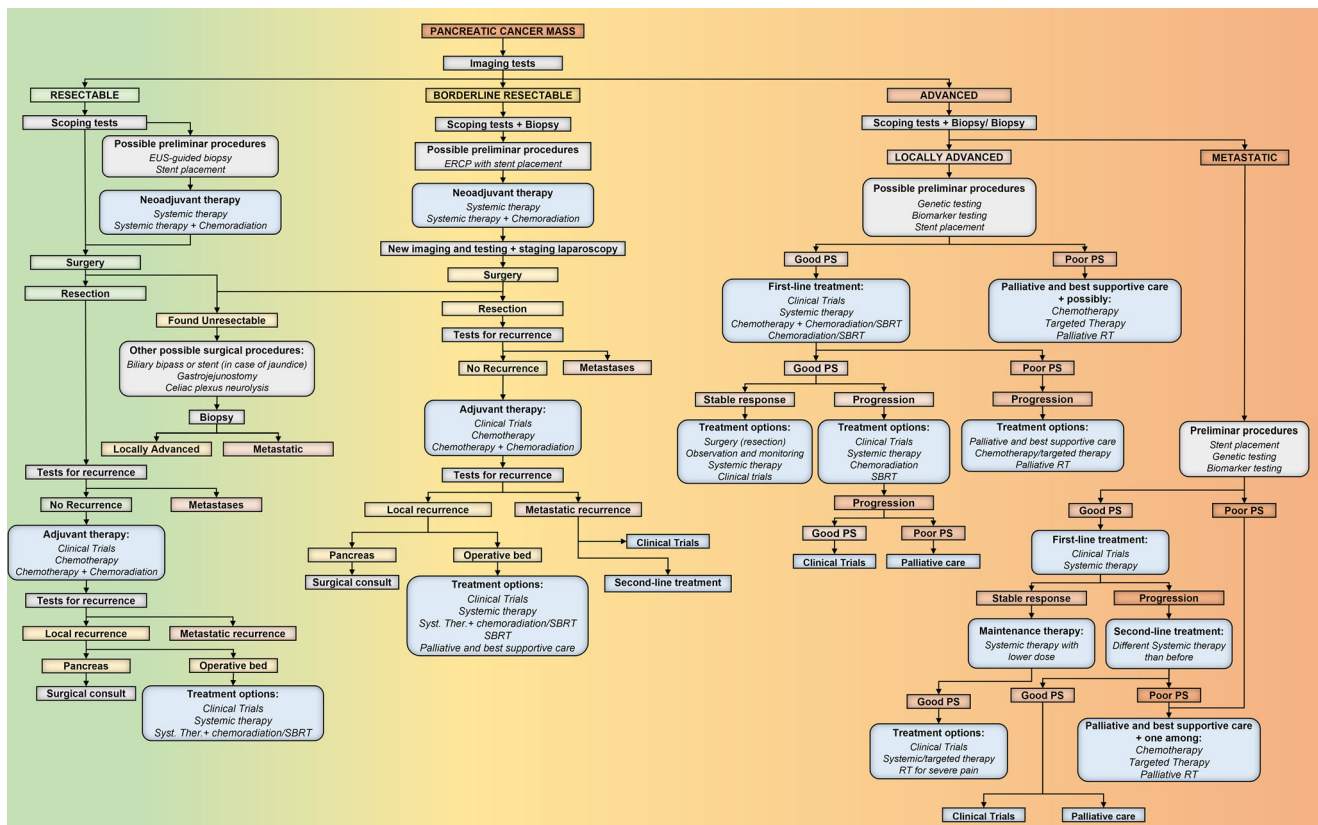 PANCREATIC CANCER MASS
Imaging tests
RESECTABLE
Scoping tests
Possible preliminar procedures
EUS-guided biopsy
Stent placement
Neoadjuvant therapy
Systemic therapy
Systemic therapy + Chemoradiation
Surgery
Resection
Found Unresectable
Other possible surgical procedures:
Biliary bipass or stent (in case of jaundice)
Gastrojejunostomy
Celiac plexus neurolysis
Biopsy
Locally Advanced
Metastatic
Tests for recurrence
No Recurrence
Metastases
Adjuvant therapy:
Clinical Trials
Chemotherapy
Chemotherapy + Chemoradiation
Tests for recurrence
Local recurrence
Metastatic recurrence
Pancreas
Operative bed
Surgical consult
Treatment options:
Clinical Trials
Systemic therapy
Syst. Ther.+ chemoradiation/SBRT
BORDERLINE RESECTABLE
Scoping tests + Biopsy
Possible preliminar procedures
ERCP with stent placement
Neoadjuvant therapy
Systemic therapy
Systemic therapy + Chemoradiation
New imaging and testing + staging laparoscopy
Surgery
Resection
Tests for recurrence
No Recurrence
Metastases
Adjuvant therapy:
Clinical Trials
Chemotherapy
Chemotherapy + Chemoradiation
Tests for recurrence
Local recurrence
Metastatic recurrence
Pancreas
Operative bed
Clinical Trials
Surgical consult
Second-line treatment
Treatment options:
Clinical Trials
Systemic therapy
Syst. Ther.+ chemoradiation/SBRT
SBRT
Palliative and best supportive care
ADVANCED
Scoping tests + Biopsy/ Biopsy
LOCALLY ADVANCED
Possible preliminar procedures
Genetic testing
Biomarker testing
Stent placement
Good PS
Poor PS
First-line treatment:
Clinical Trials
Systemic therapy
Chemotherapy + Chemoradiation/SBRT
Chemoradiation/SBRT
Palliative and best supportive care
+ possibly:
Chemotherapy
Targeted Therapy
Palliative RT
Good PS
Poor PS
Stable response
Progression
Progression
Treatment options:
Surgery (resection)
Observation and monitoring
Systemic therapy
Clinical trials
Treatment options:
Clinical Trials
Systemic therapy
Chemoradiation
SBRT
Treatment options:
Palliative and best supportive care
Chemotherapy/targeted therapy
Palliative RT
Progression
Good PS
Poor PS
Clinical Trials
Palliative care
METASTATIC
Preliminar procedures
Stent placement
Genetic testing
Biomarker testing
Good PS
Poor PS
First-line treatment:
Clinical Trials
Systemic therapy
Stable response
Progression
Maintenance therapy:
Systemic therapy with
lower dose
Second-line treatment:
Different Systemic therapy
than before
Good PS
Good PS
Poor PS
Treatment options:
Clinical Trials
Systemic/targeted therapy
RT for severe pain
Palliative and best supportive care
+ one among:
Chemotherapy
Targeted Therapy
Palliative RT
Clinical Trials
Palliative care